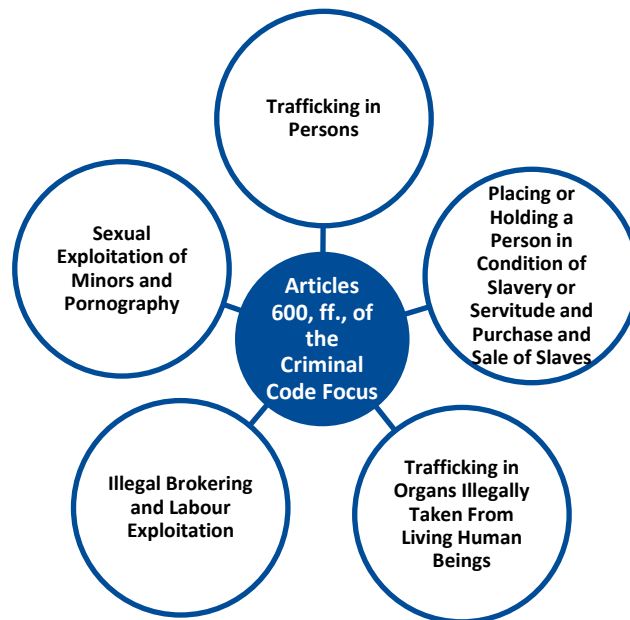 Trafficking in
Persons
Placing or
Holding a
Person in
Condition of
Slavery or
Servitude and
Purchase and
Sale of Slaves
Sexual
Exploitation of
Minors and
Pornography
Articles
600, ff., of
the
Criminal
Code Focus
Illegal Brokering
and Labour
Exploitation
Trafficking in
Organs Illegally
Taken From
Living Human
Beings